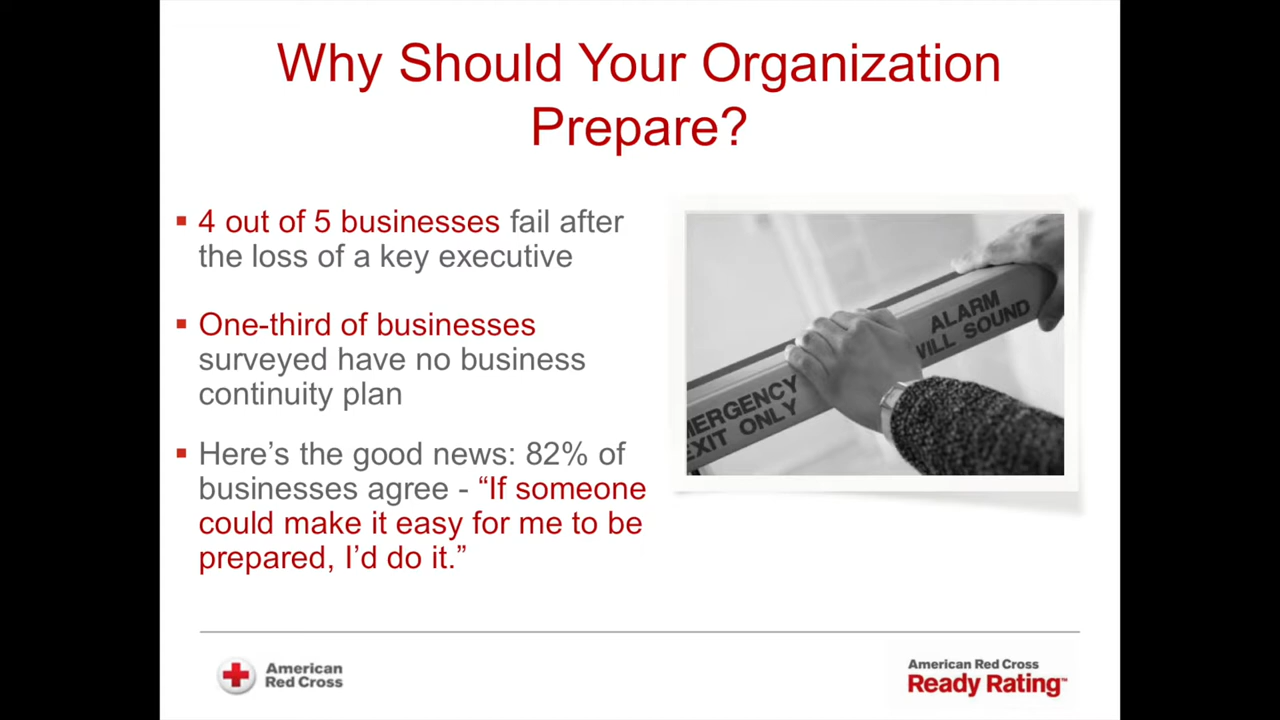 Why Should Your Organization
Prepare?
▪ 4 out of 5 businesses fail after
the loss of a key executive
▪ One-third of businesses
surveyed have no business
continuity plan
▪ Here’s the good news: 82% of
businesses agree - “If someone
could make it easy for me to be
prepared, I’d do it.”
ALARM
WILL SOUND
EMERGENCY
EXIT ONLY
American
Red Cross
American Red Cross
Ready Rating™